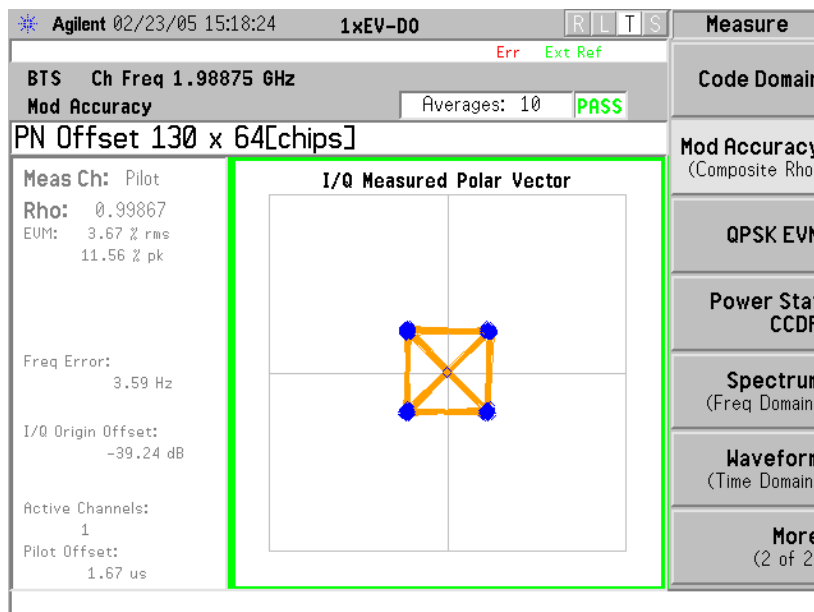 Agilent 02/23/05 15:18:24 1xEV-DO R L T S Measure
Err Ext Ref
BTS Ch Freq 1.98875 GHz
Mod Accuracy Averages: 10 PASS
PN Offset 130 x 64[chips]
Meas Ch: Pilot
Rho: 0.99867
EVM: 3.67 % rms
11.56 % pk
Freq Error:
3.59 Hz
I/Q Origin Offset:
-39.24 dB
Active Channels:
1
Pilot Offset:
1.67 us
I/Q Measured Polar Vector
Code Domain
Mod Accuracy
(Composite Rho
QPSK EVM
Power Stat
CCDF
Spectrum
(Freq Domain
Waveform
(Time Domain
More
(2 of 2